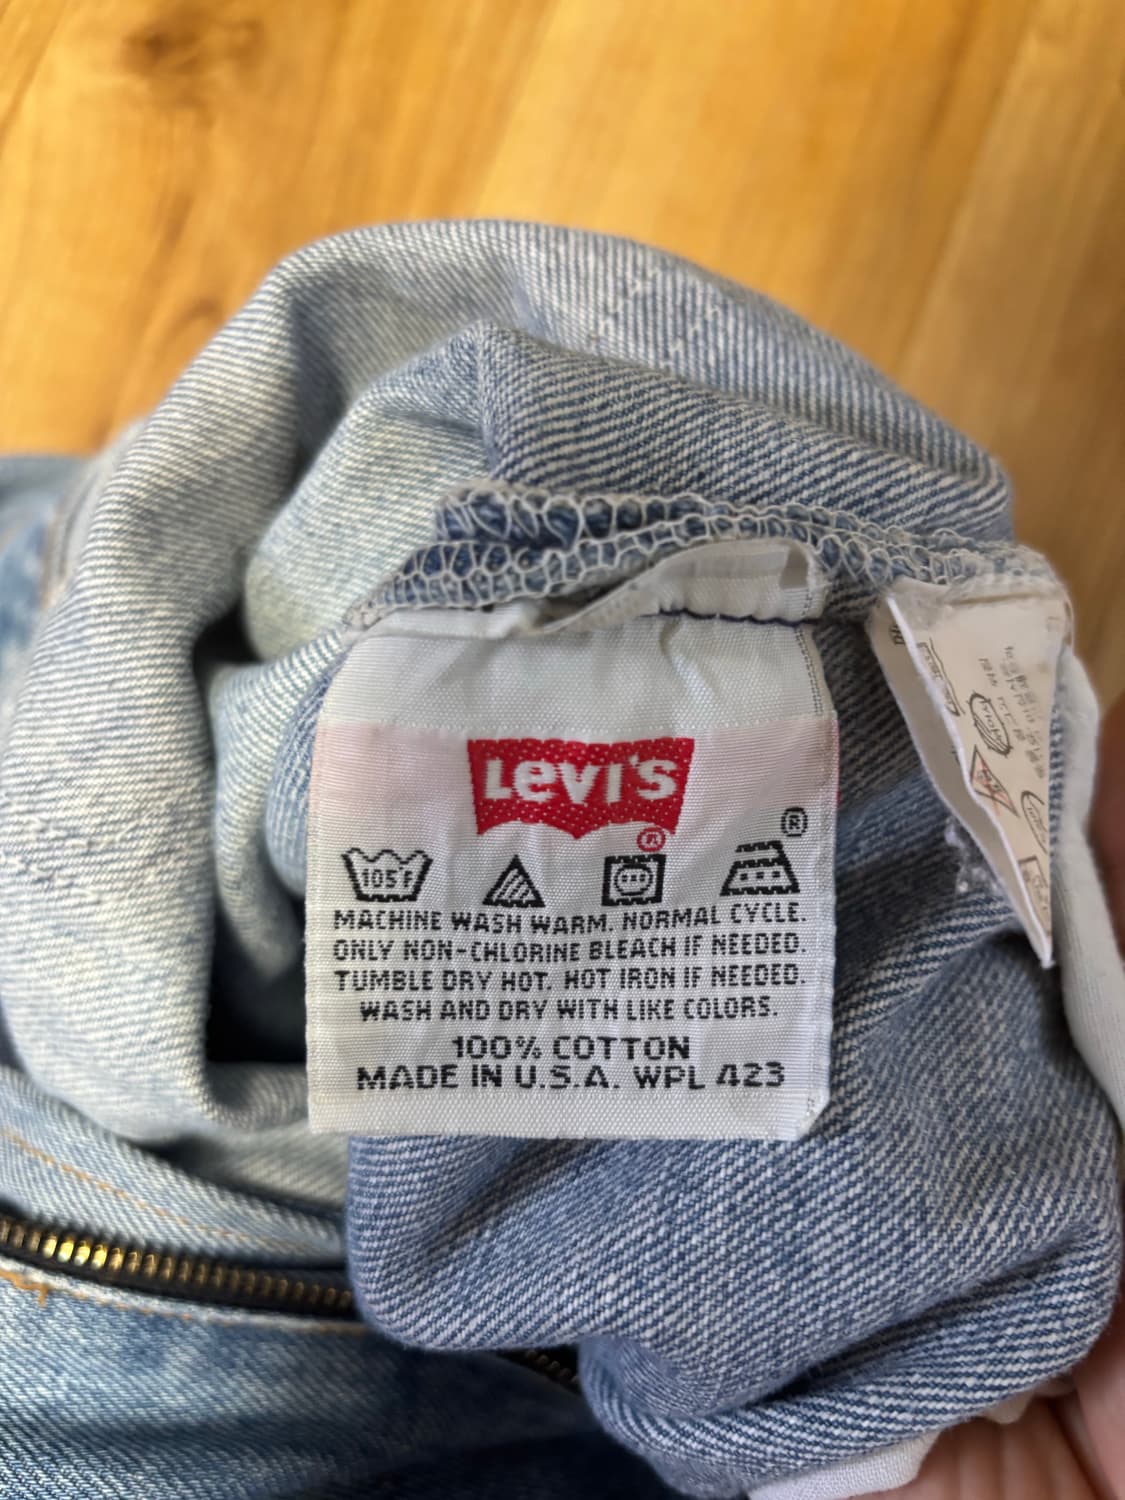 Levi's
®
®
105°F
MACHINE WASH WARM. NORMAL CYCLE.
ONLY NON-CHLORINE BLEACH IF NEEDED.
TUMBLE DRY HOT. HOT IRON IF NEEDED.
WASH AND DRY WITH LIKE COLORS.
100% COTTON
MADE IN U.S.A. WPL 423